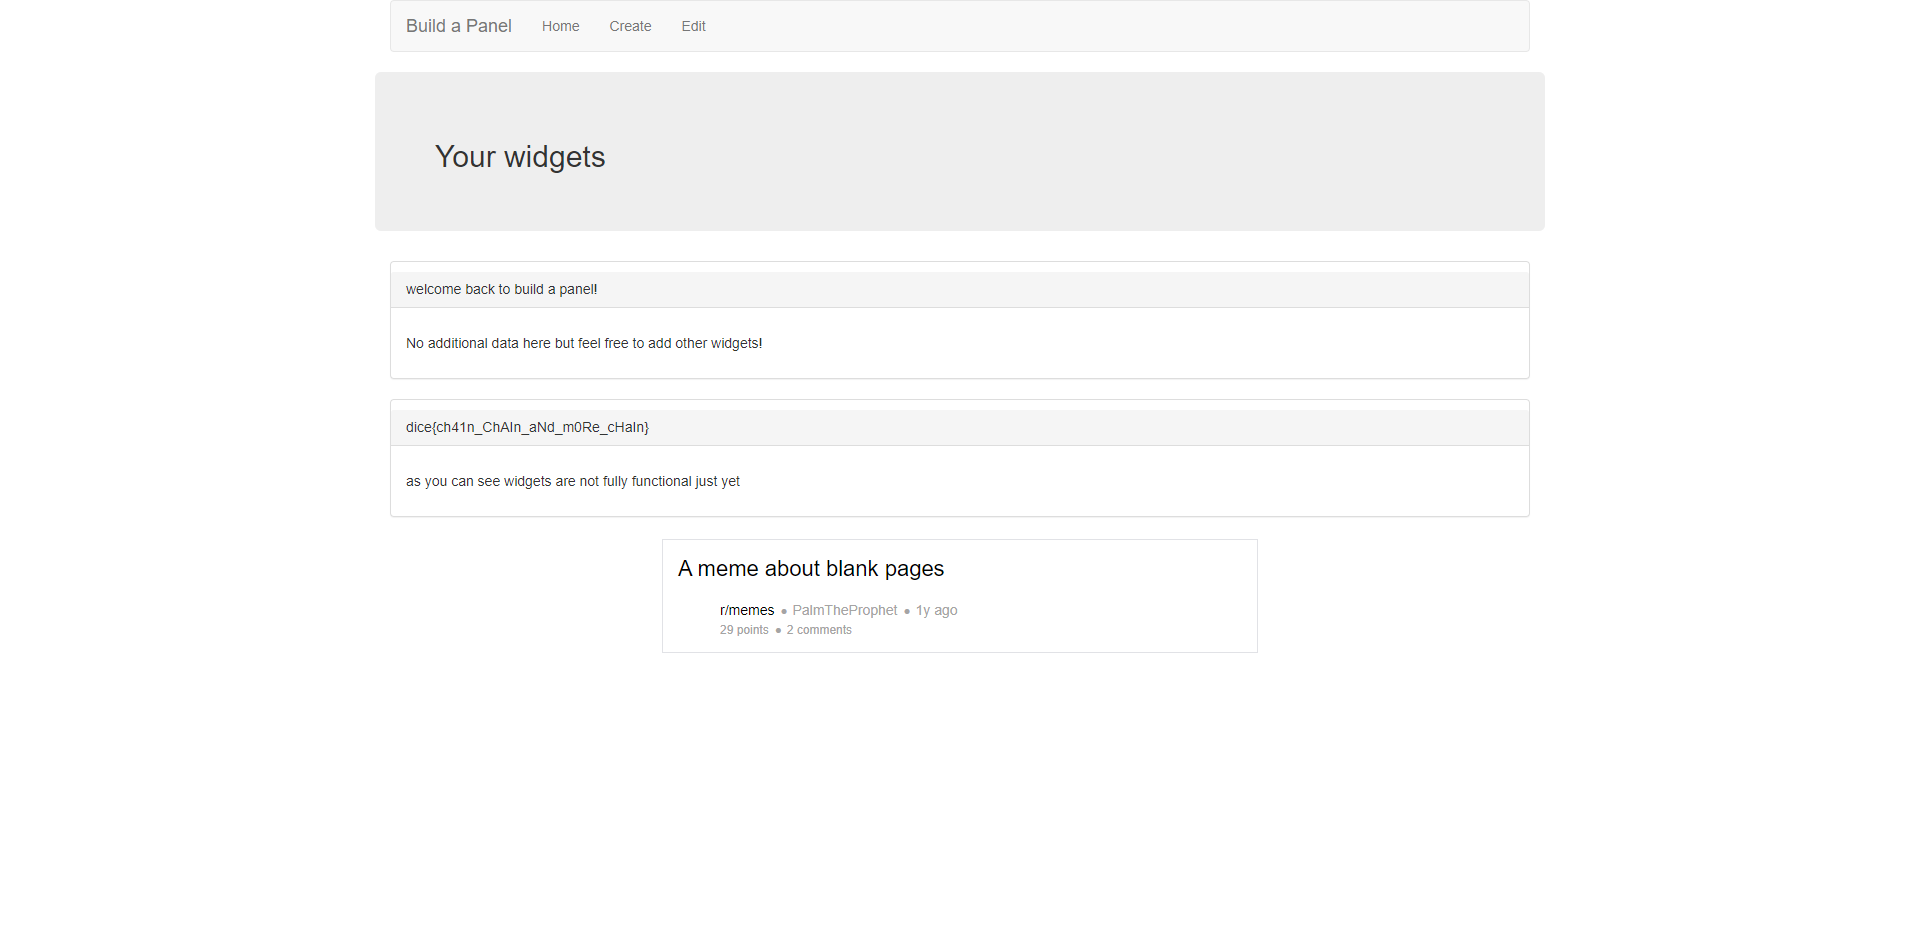 Build a Panel Home Create Edit
Your widgets
welcome back to build a panel!
No additional data here but feel free to add other widgets!
dice{ch41n_ChAIn_aNd_m0Re_cHaIn}
as you can see widgets are not fully functional just yet
A meme about blank pages
r/memes ● PalmTheProphet ● 1y ago
29 points ● 2 comments